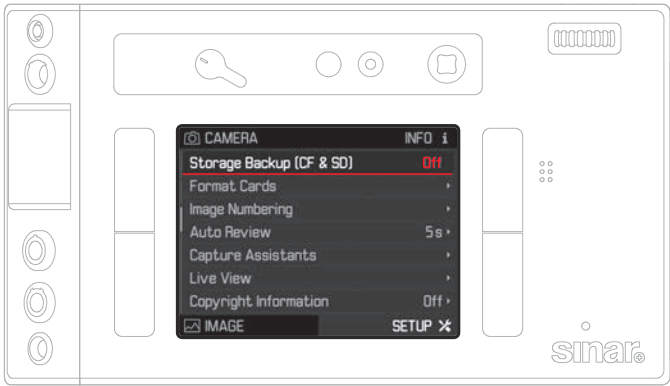 CAMERA INFO i
Storage Backup (CF & SD) Off
Format Cards
Image Numbering
Auto Review 5s
Capture Assistants
Live View
Copyright Information Off
IMAGE SETUP
sinar